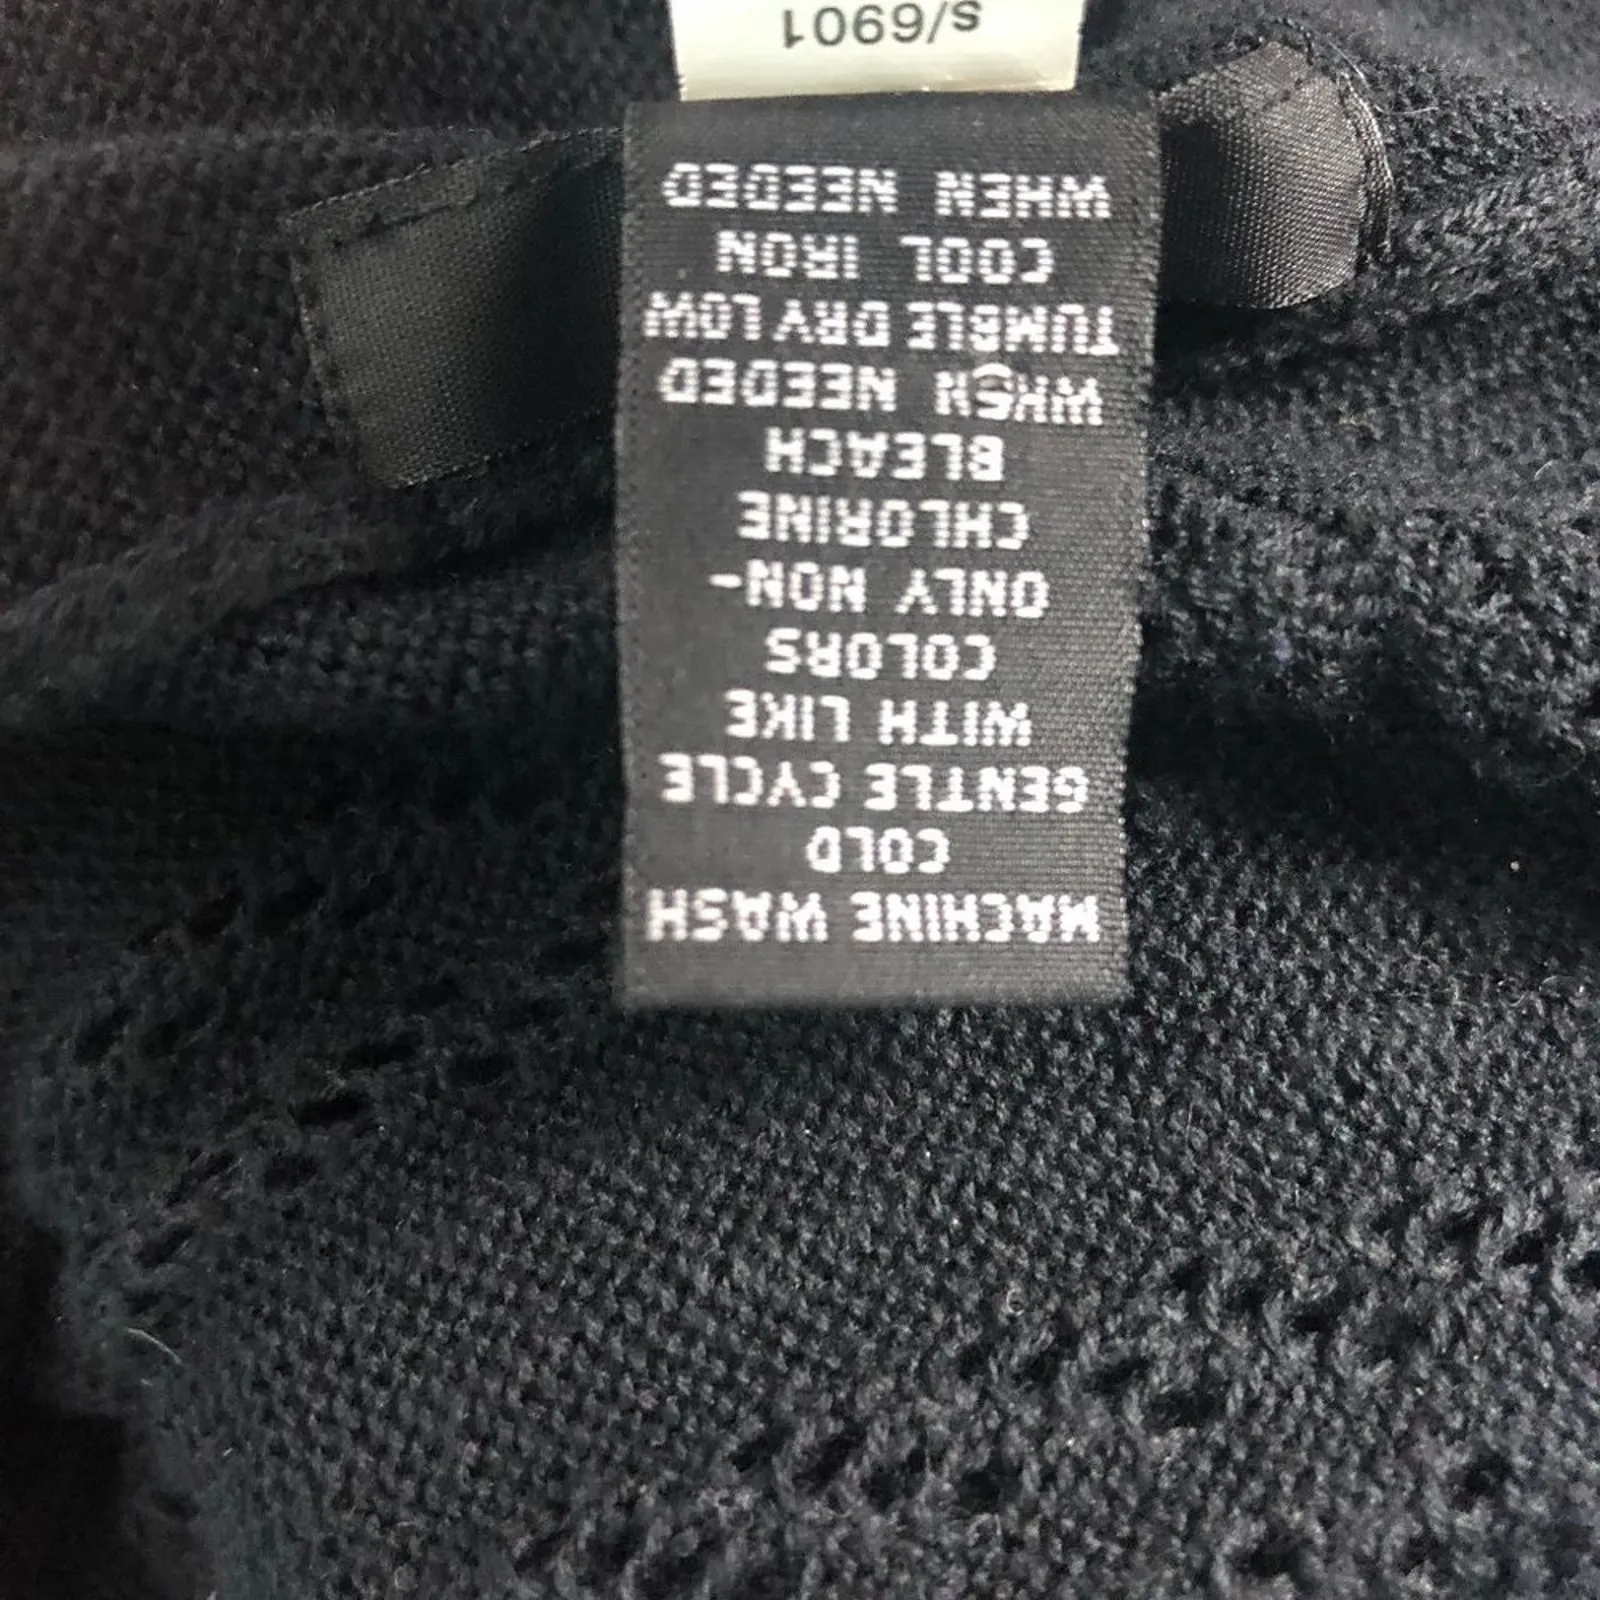 MACHINE WASH
COLD
GENTLE CYCLE
WITH LIKE
COLORS
ONLY NON-
CHLORINE
BLEACH
WHEN NEEDED
TUMBLE DRY LOW
COOL IRON
WHEN NEEDED
s/6901